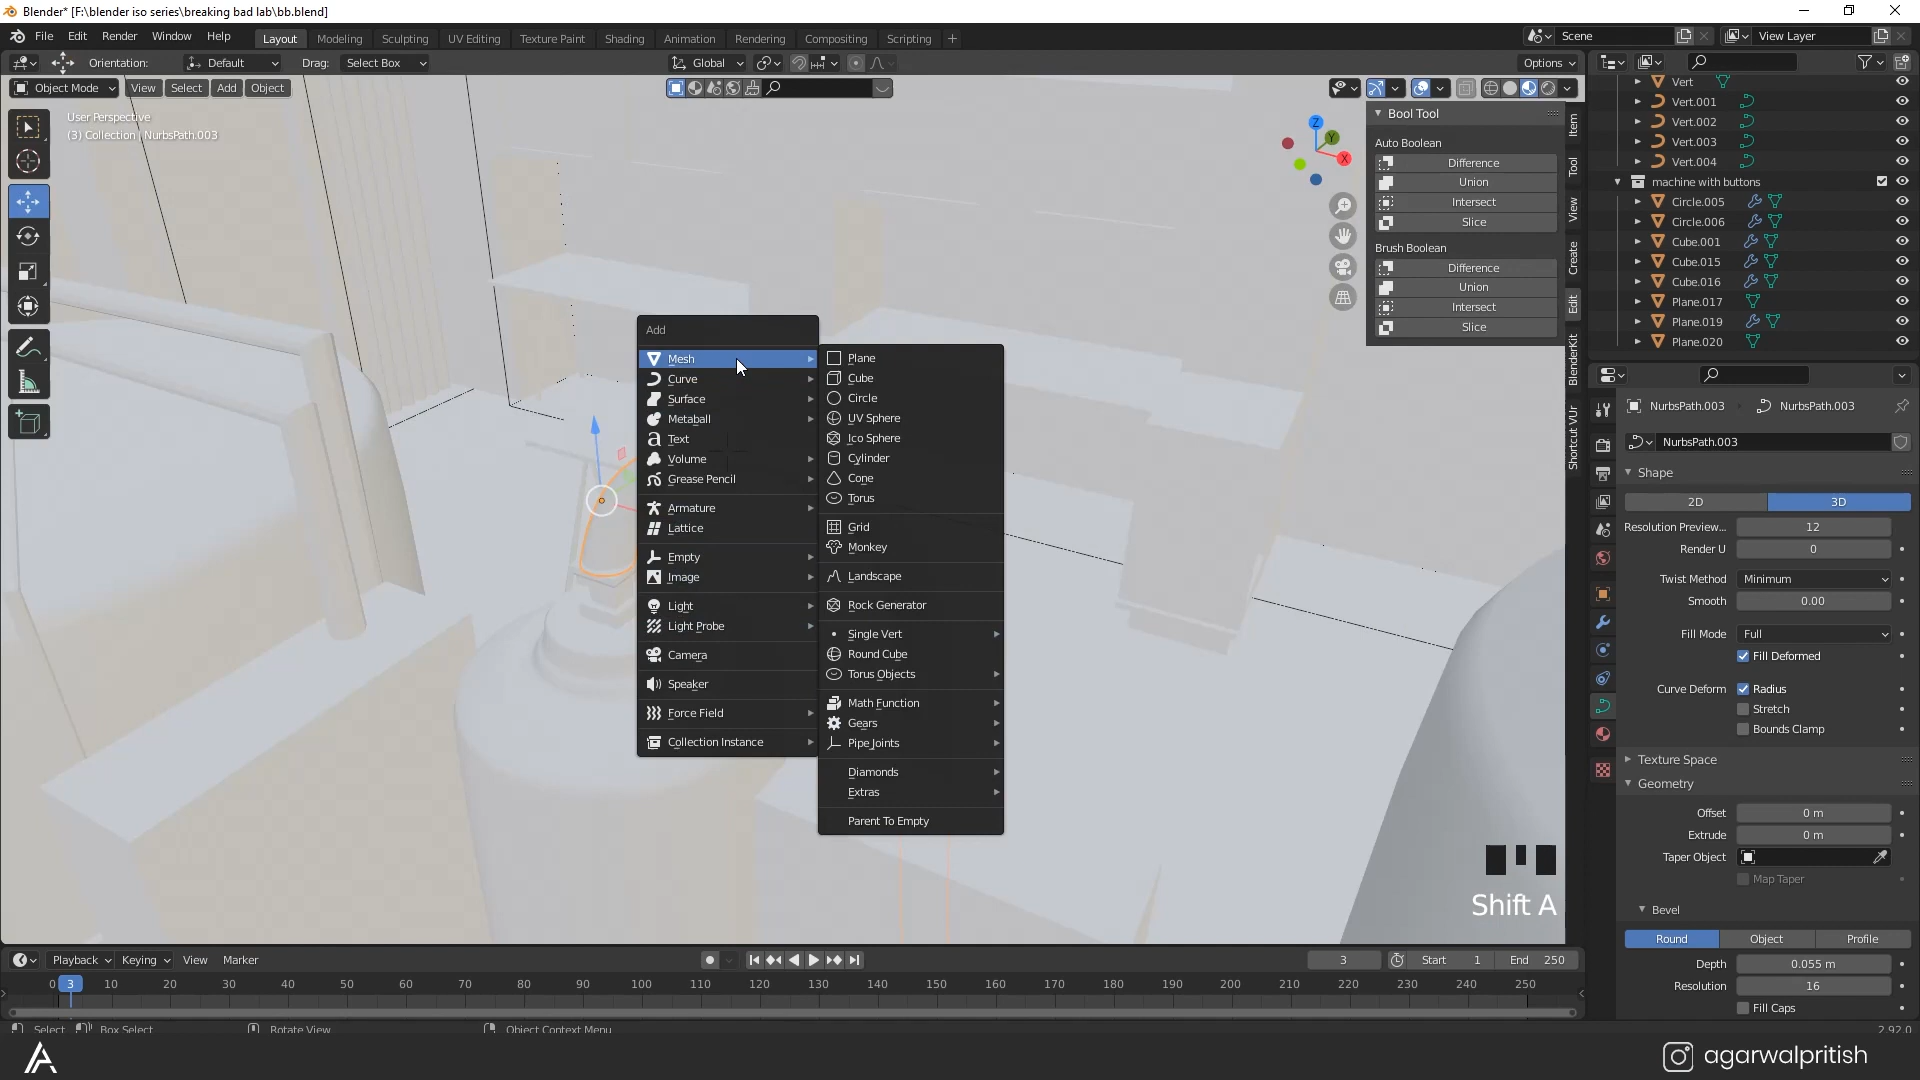 Blender* [F:\blender iso series\breaking bad lab\bb.blend]
File Edit Render Window Help Layout Modeling Sculpting UV Editing Texture Paint Shading Animation Rendering Compositing Scripting + Scene View Layer
Orientation: Default Drag: Select Box Global Options
Object Mode View Select Add Object
User Perspective
(3) Collection | NurbsPath.003
Z
Y
X
Bool Tool
Auto Boolean
Difference
Union
Intersect
Slice
Brush Boolean
Difference
Union
Intersect
Slice
Item
Tool
View
Create
Edit
BlenderKit
Shortcut VUr
Vert
Vert.001
Vert.002
Vert.003
Vert.004
machine with buttons
Circle.005
Circle.006
Cube.001
Cube.015
Cube.016
Plane.017
Plane.019
Plane.020
Add
Mesh
Curve
Surface
Metaball
Text
Volume
Grease Pencil
Armature
Lattice
Empty
Image
Light
Light Probe
Camera
Speaker
Force Field
Collection Instance
Plane
Cube
Circle
UV Sphere
Ico Sphere
Cylinder
Cone
Torus
Grid
Monkey
Landscape
Rock Generator
Single Vert
Round Cube
Torus Objects
Math Function
Gears
Pipe Joints
Diamonds
Extras
Parent To Empty
NurbsPath.003 NurbsPath.003
NurbsPath.003
Shape
2D 3D
Resolution Preview... 12
Render U 0
Twist Method Minimum
Smooth 0.00
Fill Mode Full
Fill Deformed
Curve Deform Radius
Stretch
Bounds Clamp
Texture Space
Geometry
Offset 0 m
Extrude 0 m
Taper Object
Map Taper
Bevel
Round Object Profile
Depth 0.055 m
Resolution 16
Fill Caps
Shift A
Playback Keying View Marker 3 Start 1 End 250
0 3 10 20 30 40 50 60 70 80 90 100 110 120 130 140 150 160 170 180 190 200 210 220 230 240 250
Select Box Select Rotate View Object Context Menu 2.92.0
agarwalpritish